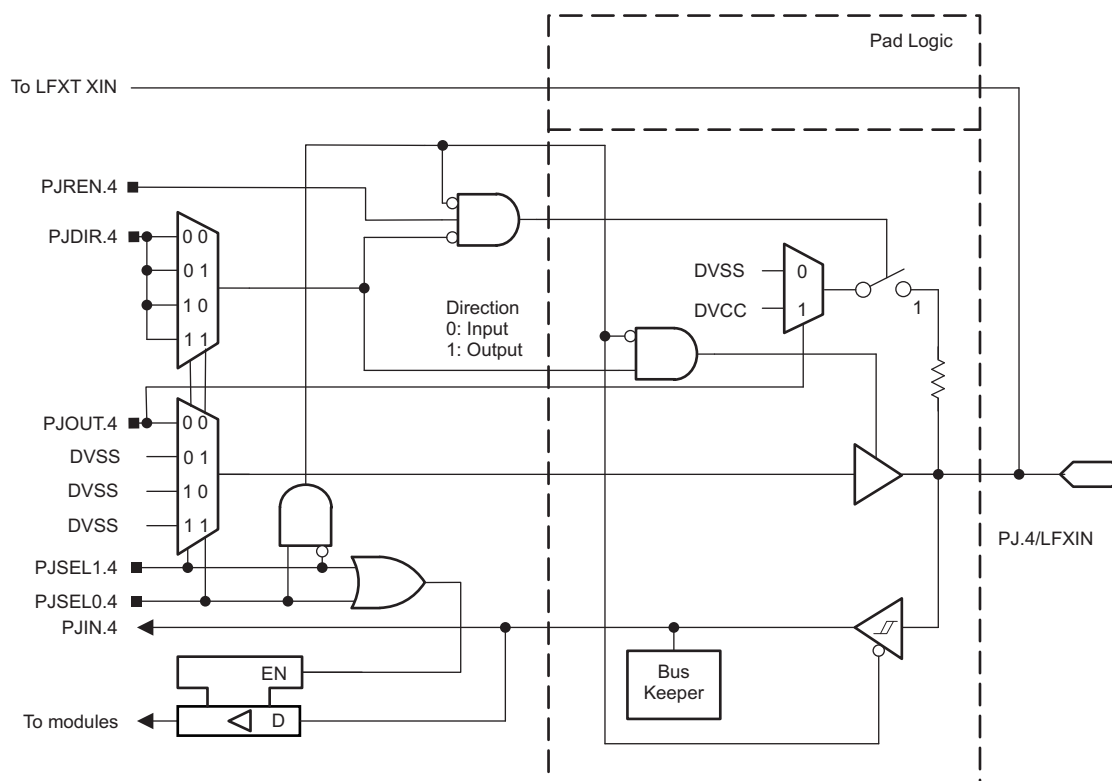 Pad Logic
To LFXT XIN
PJREN.4
PJDIR.4
0 0
0 1
1 0
1 1
Direction
0: Input
1: Output
DVSS
0
DVCC
1
1
PJOUT.4
0 0
DVSS
0 1
DVSS
1 0
DVSS
1 1
PJ.4/LFXIN
PJSEL1.4
PJSEL0.4
PJIN.4
Bus
Keeper
EN
To modules
D